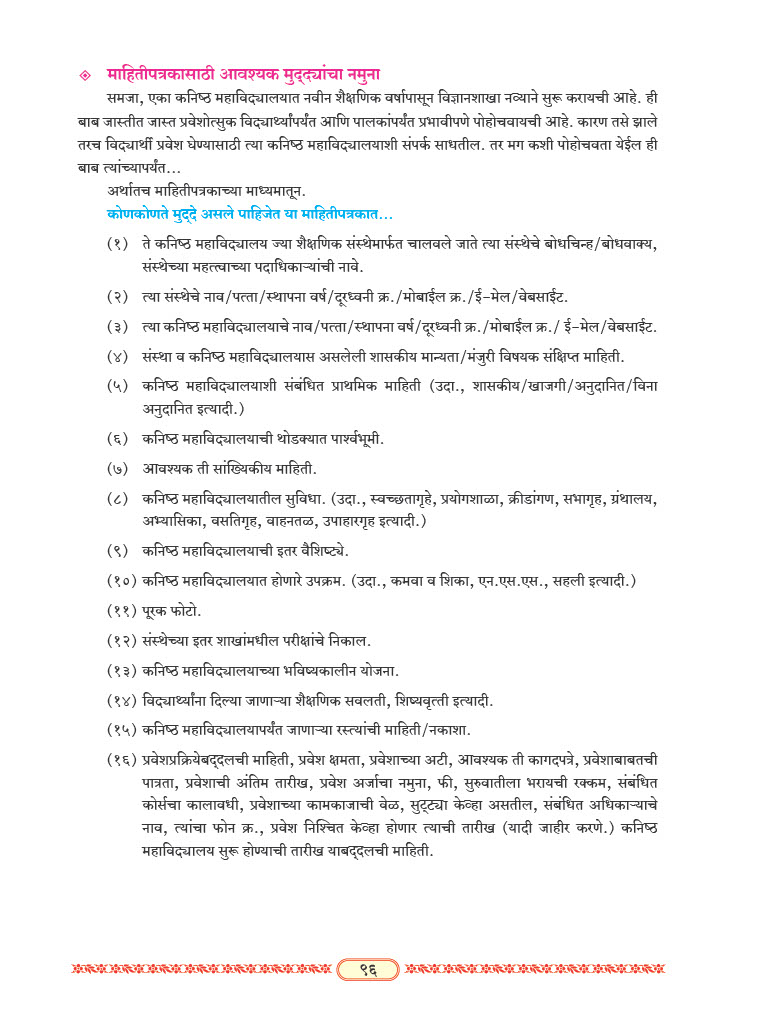 माहितीपत्रकासाठी आवश्यक मुद्द्यांचा नमुना
समजा, एका कनिष्ठ महाविद्यालयात नवीन शैक्षणिक वर्षापासून विज्ञानशाखा नव्याने सुरू करायची आहे. ही
बाब जास्तीत जास्त प्रवेशोत्सुक विद्यार्थ्यांपर्यंत आणि पालकांपर्यंत प्रभावीपणे पोहोचवायची आहे. कारण तसे झाले
तरच विद्यार्थी प्रवेश घेण्यासाठी त्या कनिष्ठ महाविद्यालयाशी संपर्क साधतील. तर मग कशी पोहोचवता येईल ही
बाब त्यांच्यापर्यंत...
अर्थातच माहितीपत्रकाच्या माध्यमातून.
कोणकोणते मुद्दे असले पाहिजेत या माहितीपत्रकात...
(१) ते कनिष्ठ महाविद्यालय ज्या शैक्षणिक संस्थेमार्फत चालवले जाते त्या संस्थेचे बोधचिन्ह/बोधवाक्य,
संस्थेच्या महत्त्वाच्या पदाधिकाऱ्यांची नावे.
(२) त्या संस्थेचे नाव/पत्ता/स्थापना वर्ष/दूरध्वनी क्र./मोबाईल क्र./ई-मेल/वेबसाईट.
(३) त्या कनिष्ठ महाविद्यालयाचे नाव/पत्ता/स्थापना वर्ष/दूरध्वनी क्र./मोबाईल क्र./ ई-मेल/वेबसाईट.
(४) संस्था व कनिष्ठ महाविद्यालयास असलेली शासकीय मान्यता/मंजुरी विषयक संक्षिप्त माहिती.
(५) कनिष्ठ महाविद्यालयाशी संबंधित प्राथमिक माहिती (उदा., शासकीय/खाजगी/अनुदानित/विना
अनुदानित इत्यादी.)
(६) कनिष्ठ महाविद्यालयाची थोडक्यात पार्श्वभूमी.
(७) आवश्यक ती सांख्यिकीय माहिती.
(८) कनिष्ठ महाविद्यालयातील सुविधा. (उदा., स्वच्छतागृहे, प्रयोगशाळा, क्रीडांगण, सभागृह, ग्रंथालय,
अभ्यासिका, वसतिगृह, वाहनतळ, उपाहारगृह इत्यादी.)
(९) कनिष्ठ महाविद्यालयाची इतर वैशिष्ट्ये.
(१०) कनिष्ठ महाविद्यालयात होणारे उपक्रम. (उदा., कमवा व शिका, एन.एस.एस., सहली इत्यादी.)
(११) पूरक फोटो.
(१२) संस्थेच्या इतर शाखांमधील परीक्षांचे निकाल.
(१३) कनिष्ठ महाविद्यालयाच्या भविष्यकालीन योजना.
(१४) विद्यार्थ्यांना दिल्या जाणाऱ्या शैक्षणिक सवलती, शिष्यवृत्ती इत्यादी.
(१५) कनिष्ठ महाविद्यालयापर्यंत जाणाऱ्या रस्त्यांची माहिती/नकाशा.
(१६) प्रवेशप्रक्रियेबद्दलची माहिती, प्रवेश क्षमता, प्रवेशाच्या अटी, आवश्यक ती कागदपत्रे, प्रवेशाबाबतची
पात्रता, प्रवेशाची अंतिम तारीख, प्रवेश अर्जाचा नमुना, फी, सुरुवातीला भरायची रक्कम, संबंधित
कोर्सचा कालावधी, प्रवेशाच्या कामकाजाची वेळ, सुट्ट्या केव्हा असतील, संबंधित अधिकाऱ्याचे
नाव, त्यांचा फोन क्र., प्रवेश निश्चित केव्हा होणार त्याची तारीख (यादी जाहीर करणे.) कनिष्ठ
महाविद्यालय सुरू होण्याची तारीख याबद्दलची माहिती.
९६